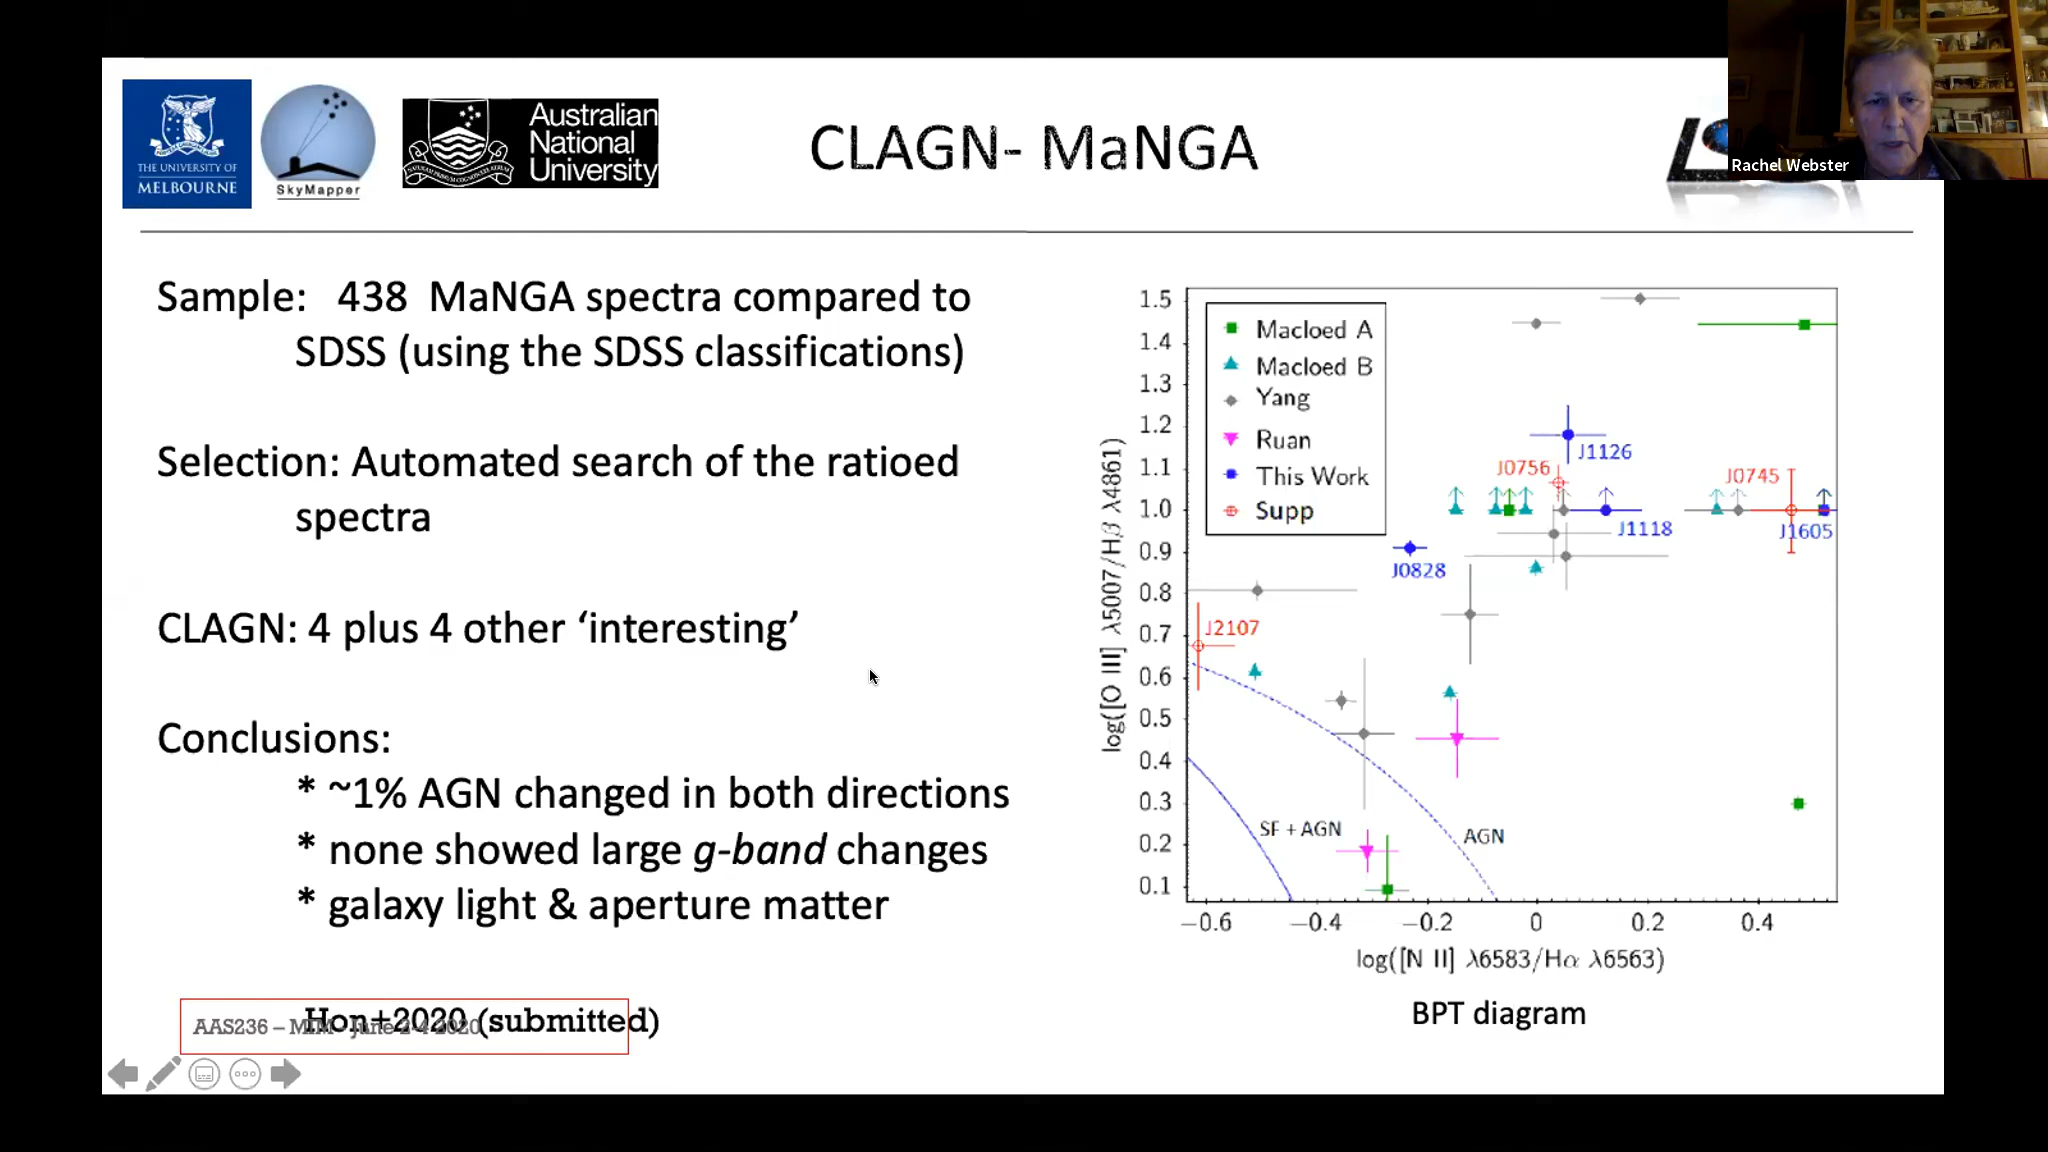 THE UNIVERSITY OF
MELBOURNE
SkyMapper
Australian
National
University
CLAGN- MaNGA
Rachel Webster
Sample: 438 MaNGA spectra compared to
SDSS (using the SDSS classifications)
Selection: Automated search of the ratioed
spectra
CLAGN: 4 plus 4 other ‘interesting’
Conclusions:
* ~1% AGN changed in both directions
* none showed large g-band changes
* galaxy light & aperture matter
Hon+2020 (submitted)
AAS236 – MIM - June 2-4 2020
1.5
1.4
1.3
1.2
1.1
1.0
0.9
0.8
0.7
0.6
0.5
0.4
0.3
0.2
0.1
log([O III] λ5007/Hβ λ4861)
Macloed A
Macloed B
Yang
Ruan
This Work
Supp
J1126
J0756
J0745
J1118
J1605
J0828
J2107
SF + AGN
AGN
−0.6 −0.4 −0.2 0 0.2 0.4
log([N II] λ6583/Hα λ6563)
BPT diagram